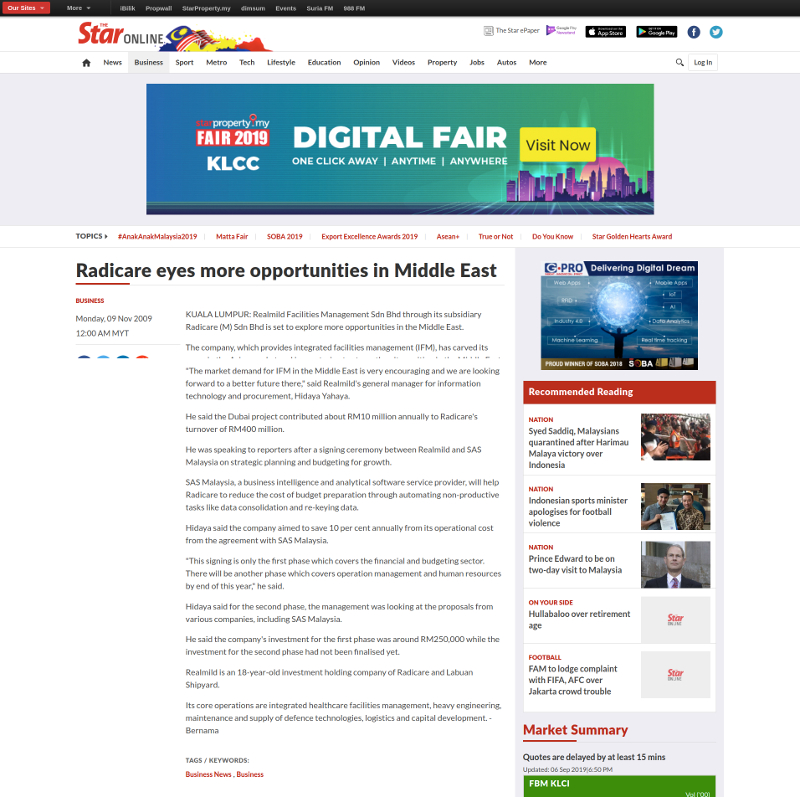 Our Sites
More
iBilik
Propwall
StarProperty.my
dimsum
Events
Suria FM
988 FM
THE
Star ONLINE
The Star ePaper
Google Play
Newsstand
App Store
Google Play
News
Business
Sport
Metro
Tech
Lifestyle
Education
Opinion
Videos
Property
Jobs
Autos
More
Log In
starproperty.my
FAIR 2019
KLCC
DIGITAL FAIR
ONE CLICK AWAY | ANYTIME | ANYWHERE
Visit Now
TOPICS
#AnakAnakMalaysia2019
Matta Fair
SOBA 2019
Export Excellence Awards 2019
Asean+
True or Not
Do You Know
Star Golden Hearts Award
Radicare eyes more opportunities in Middle East
BUSINESS
Monday, 09 Nov 2009
12:00 AM MYT
KUALA LUMPUR: Realmild Facilities Management Sdn Bhd through its subsidiary
Radicare (M) Sdn Bhd is set to explore more opportunities in the Middle East.
The company, which provides integrated facilities management (IFM), has carved its
"The market demand for IFM in the Middle East is very encouraging and we are looking
forward to a better future there," said Realmild's general manager for information
technology and procurement, Hidaya Yahaya.
He said the Dubai project contributed about RM10 million annually to Radicare's
turnover of RM400 million.
He was speaking to reporters after a signing ceremony between Realmild and SAS
Malaysia on strategic planning and budgeting for growth.
SAS Malaysia, a business intelligence and analytical software service provider, will help
Radicare to reduce the cost of budget preparation through automating non-productive
tasks like data consolidation and re-keying data.
Hidaya said the company aimed to save 10 per cent annually from its operational cost
from the agreement with SAS Malaysia.
"This signing is only the first phase which covers the financial and budgeting sector.
There will be another phase which covers operation management and human resources
by end of this year," he said.
Hidaya said for the second phase, the management was looking at the proposals from
various companies, including SAS Malaysia.
He said the company's investment for the first phase was around RM250,000 while the
investment for the second phase had not been finalised yet.
Realmild is an 18-year-old investment holding company of Radicare and Labuan
Shipyard.
Its core operations are integrated healthcare facilities management, heavy engineering,
maintenance and supply of defence technologies, logistics and capital development. -
Bernama
TAGS / KEYWORDS:
Business News , Business
G-PRO
Delivering Digital Dream
Web Apps
Mobile Apps
RFID
IoT
AI
Industry 4.0
Data Analytics
Machine Learning
Real time tracking
PROUD WINNER OF SOBA 2018
SOBA
Recommended Reading
NATION
Syed Saddiq, Malaysians
quarantined after Harimau
Malaya victory over
Indonesia
NATION
Indonesian sports minister
apologises for football
violence
NATION
Prince Edward to be on
two-day visit to Malaysia
ON YOUR SIDE
Hullabaloo over retirement
age
Star
ONLINE
FOOTBALL
FAM to lodge complaint
with FIFA, AFC over
Jakarta crowd trouble
Star
ONLINE
Market Summary
Quotes are delayed by at least 15 mins
Updated: 06 Sep 2019|6:50 PM
FBM KLCI
Vol ('00)